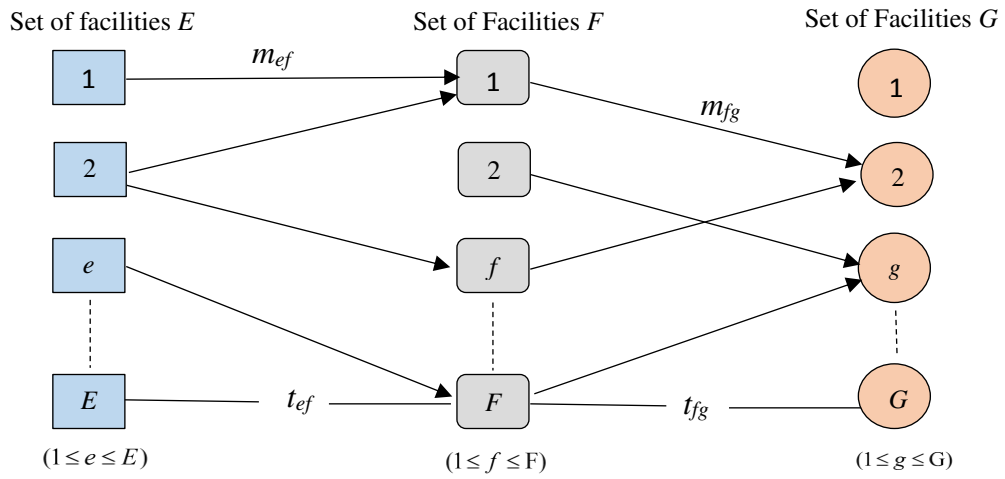 Set of facilities E
Set of Facilities F
Set of Facilities G
1
m_ef
1
m_fg
1
2
2
2
e
f
g
E
t_ef
F
t_fg
G
(1 ≤ e ≤ E)
(1 ≤ f ≤ F)
(1 ≤ g ≤ G)